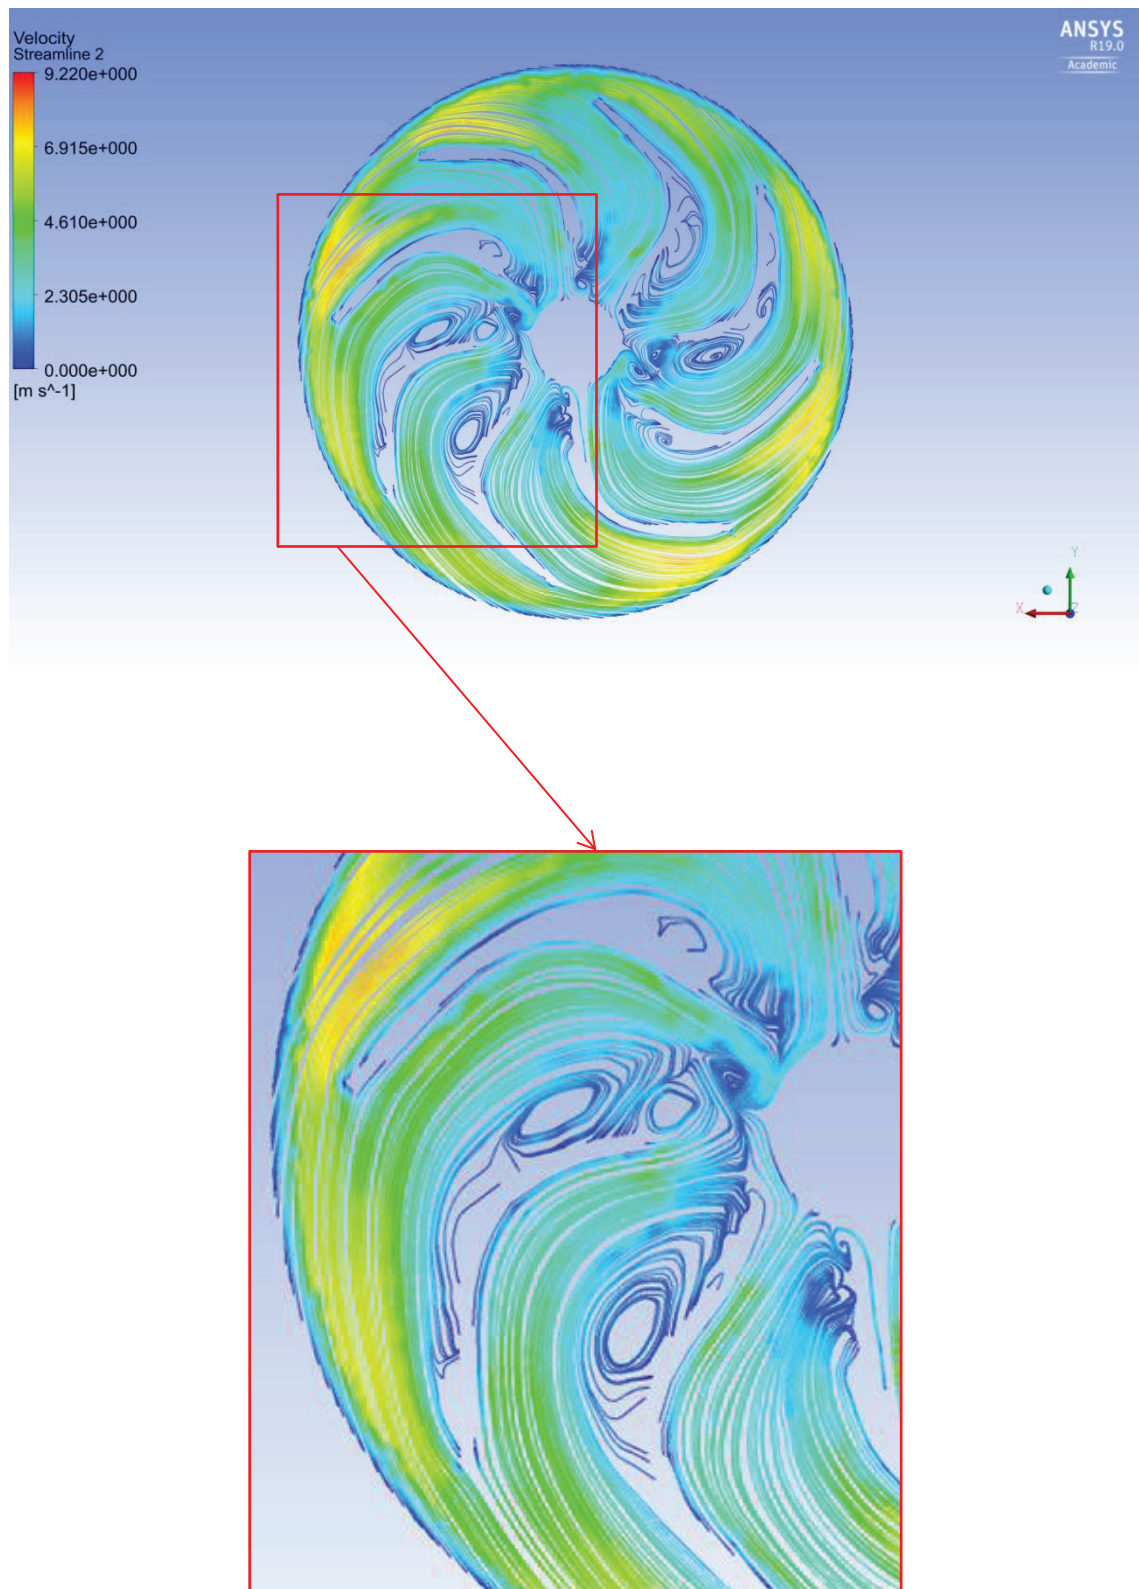 Velocity
Streamline 2
9.220e+000
6.915e+000
4.610e+000
2.305e+000
0.000e+000
[m s^-1]
ANSYS
R19.0
Academic
Y
X
Z